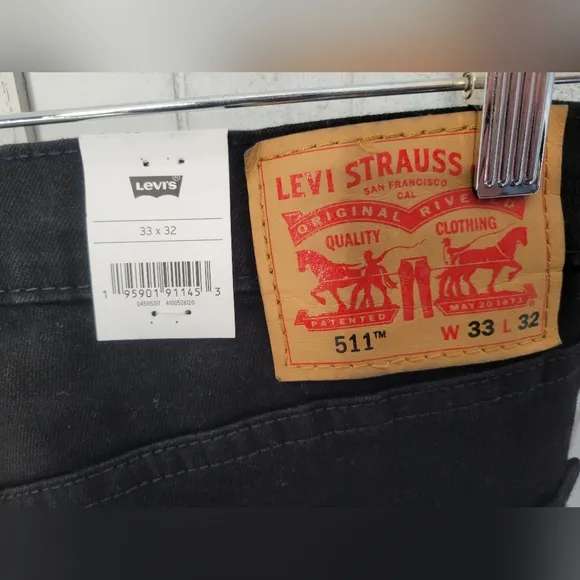 Levi's®
33 x 32
1 95901 91145 3
LEVI STRAUSS
SAN FRANCISCO
CAL
ORIGINAL RIVETED
QUALITY CLOTHING
PATENTED
MAY 20 1873
511™ W 33 L 32